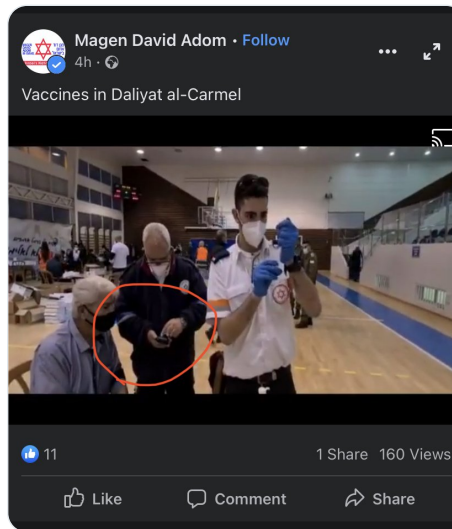 Magen David Adom • Follow
4h •
Vaccines in Daliyat al-Carmel
11
1 Share 160 Views
Like
Comment
Share